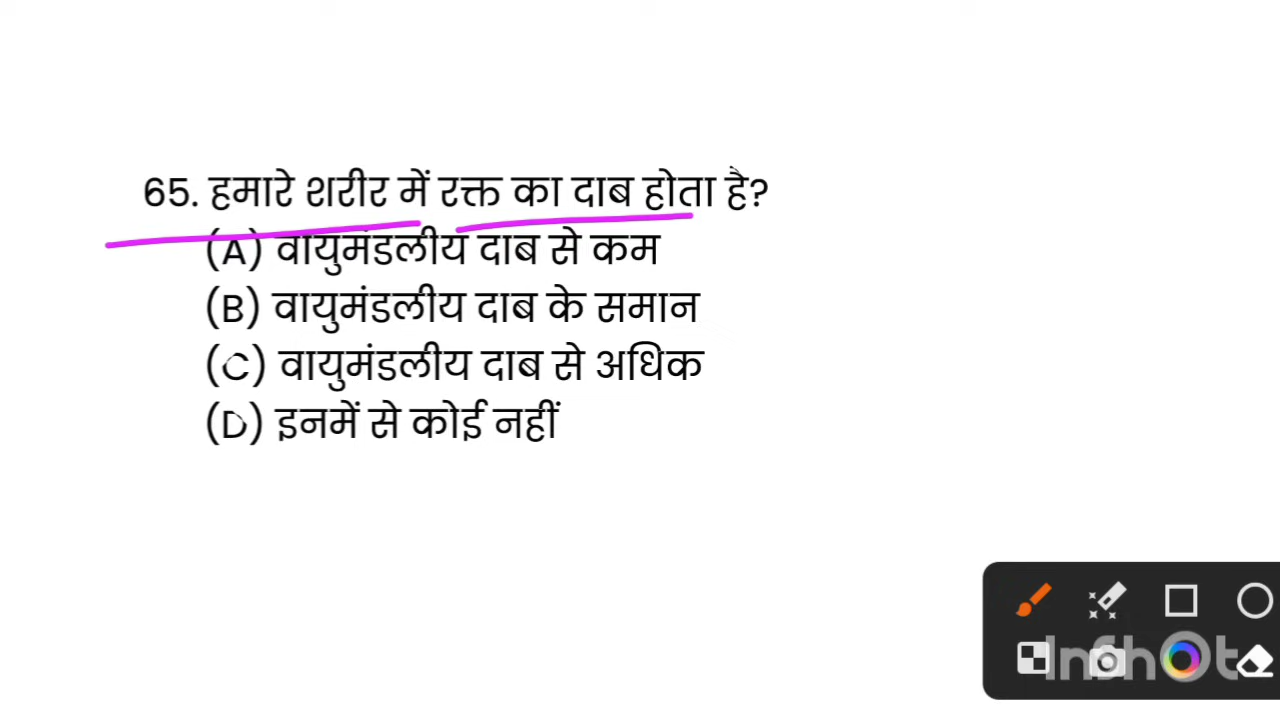 65. हमारे शरीर में रक्त का दाब होता है?
(A) वायुमंडलीय दाब से कम
(B) वायुमंडलीय दाब के समान
(C) वायुमंडलीय दाब से अधिक
(D) इनमें से कोई नहीं
InShOt